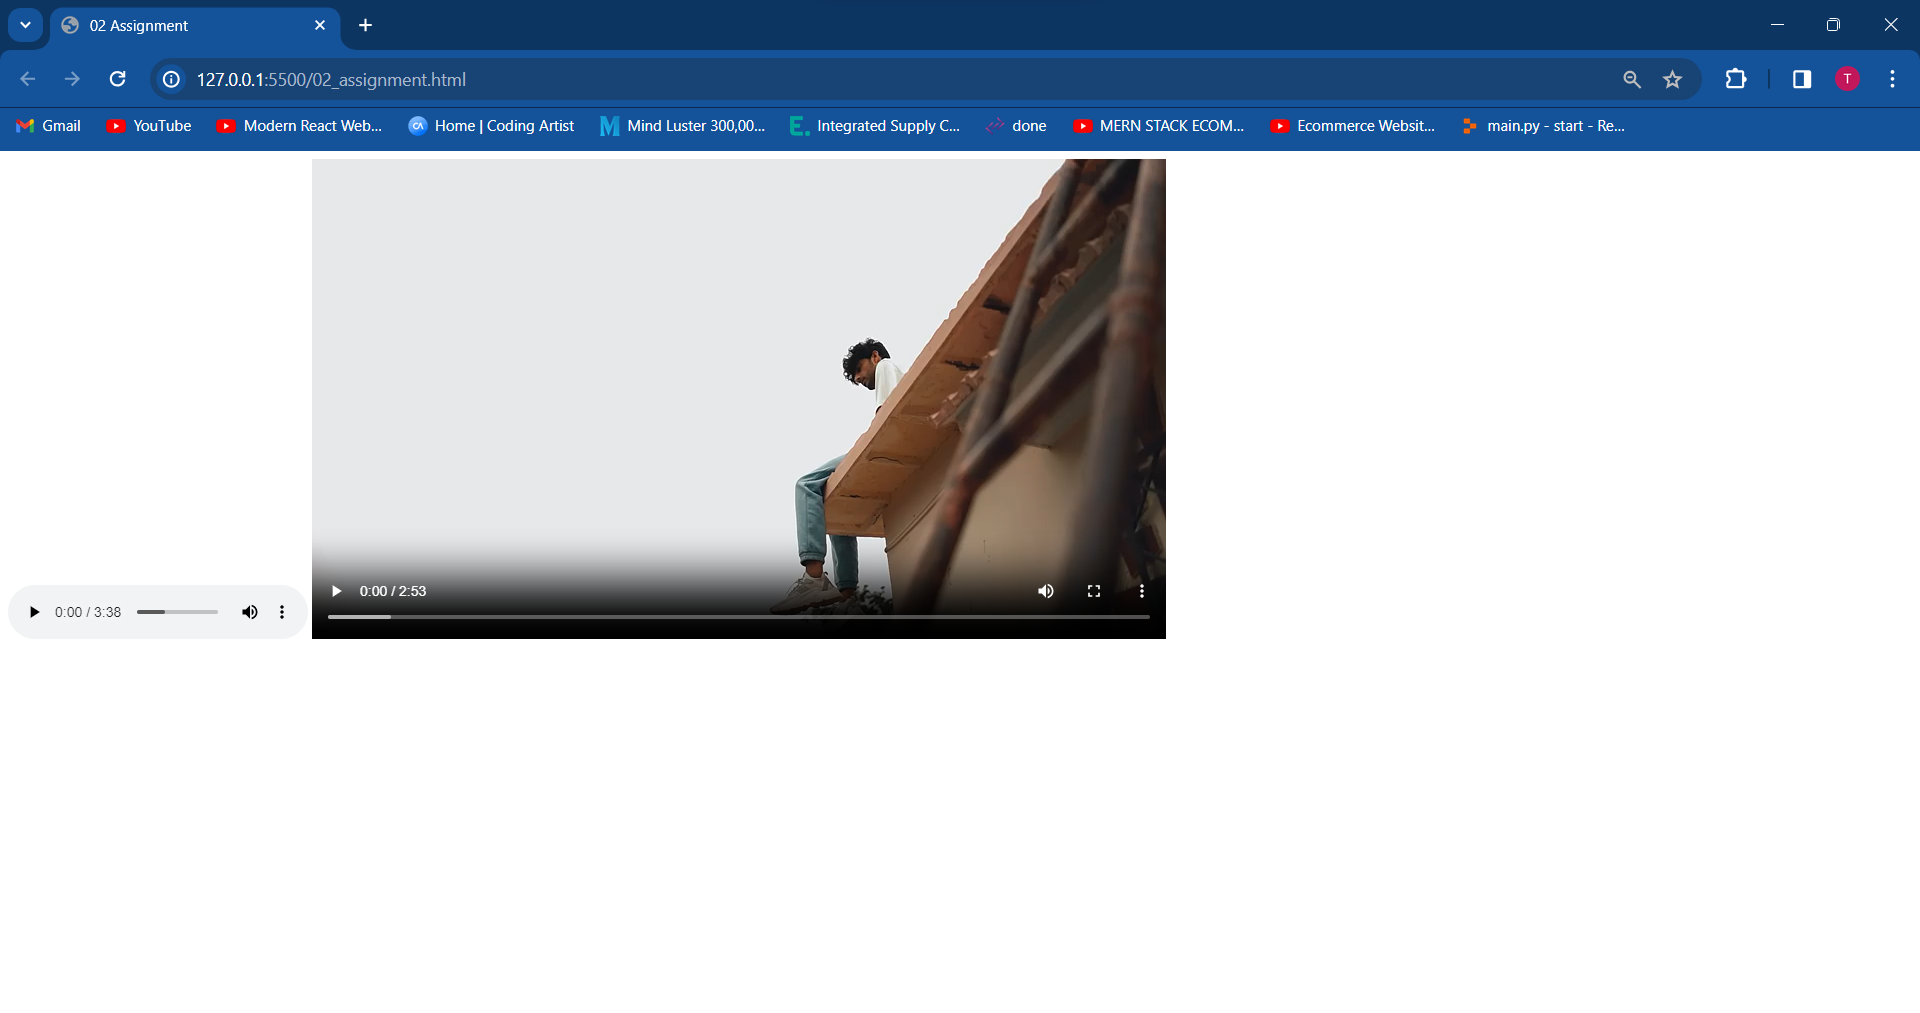 02 Assignment
127.0.0.1:5500/02_assignment.html
T
Gmail YouTube Modern React Web... Home | Coding Artist Mind Luster 300,00... Integrated Supply C... done MERN STACK ECOM... Ecommerce Websit... main.py - start - Re...
0:00 / 2:53
0:00 / 3:38